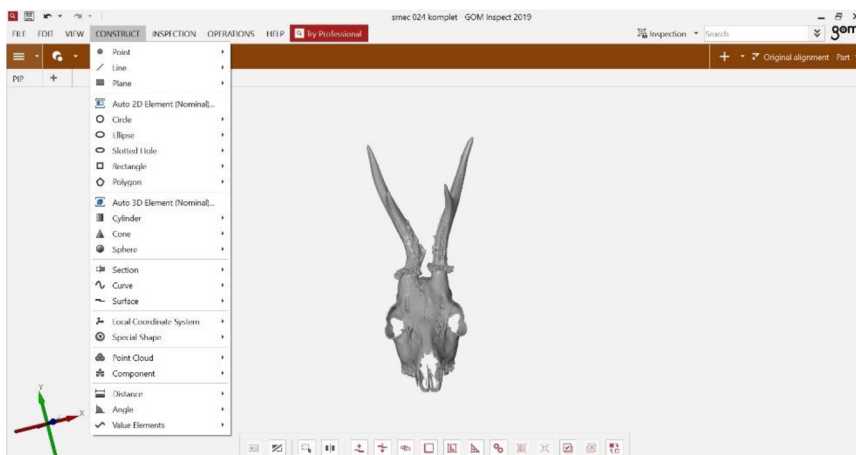 smec 024 komplet GOM Inspect 2019
FILE EDIT VIEW CONSTRUCT INSPECTION OPERATIONS HELP Try Professional Inspection Search gom
Original alignment Part
PIP +
Point
Line
Plane
Auto 2D Element (Nominal)...
Circle
Ellipse
Slotted Hole
Rectangle
Polygon
Auto 3D Element (Nominal)...
Cylinder
Cone
Sphere
Section
Curve
Surface
Local Coordinate System
Special Shape
Point Cloud
Component
Distance
Angle
Value Elements
Y
X